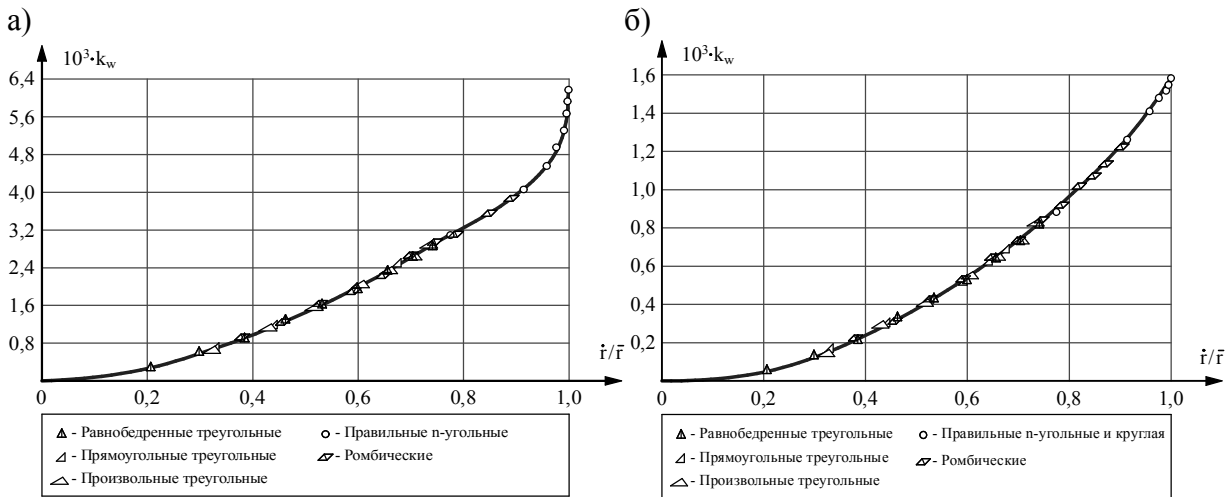 а)
10³·k_w
6,4
5,6
4,8
4,0
3,2
2,4
1,6
0,8
ṙ/r̄
0 0,2 0,4 0,6 0,8 1,0
- Равнобедренные треугольные
- Правильные n-угольные
- Прямоугольные треугольные
- Ромбические
- Произвольные треугольные
б)
10³·k_w
1,6
1,4
1,2
1,0
0,8
0,6
0,4
0,2
ṙ/r̄
0 0,2 0,4 0,6 0,8 1,0
- Равнобедренные треугольные
- Правильные n-угольные и круглая
- Прямоугольные треугольные
- Ромбические
- Произвольные треугольные